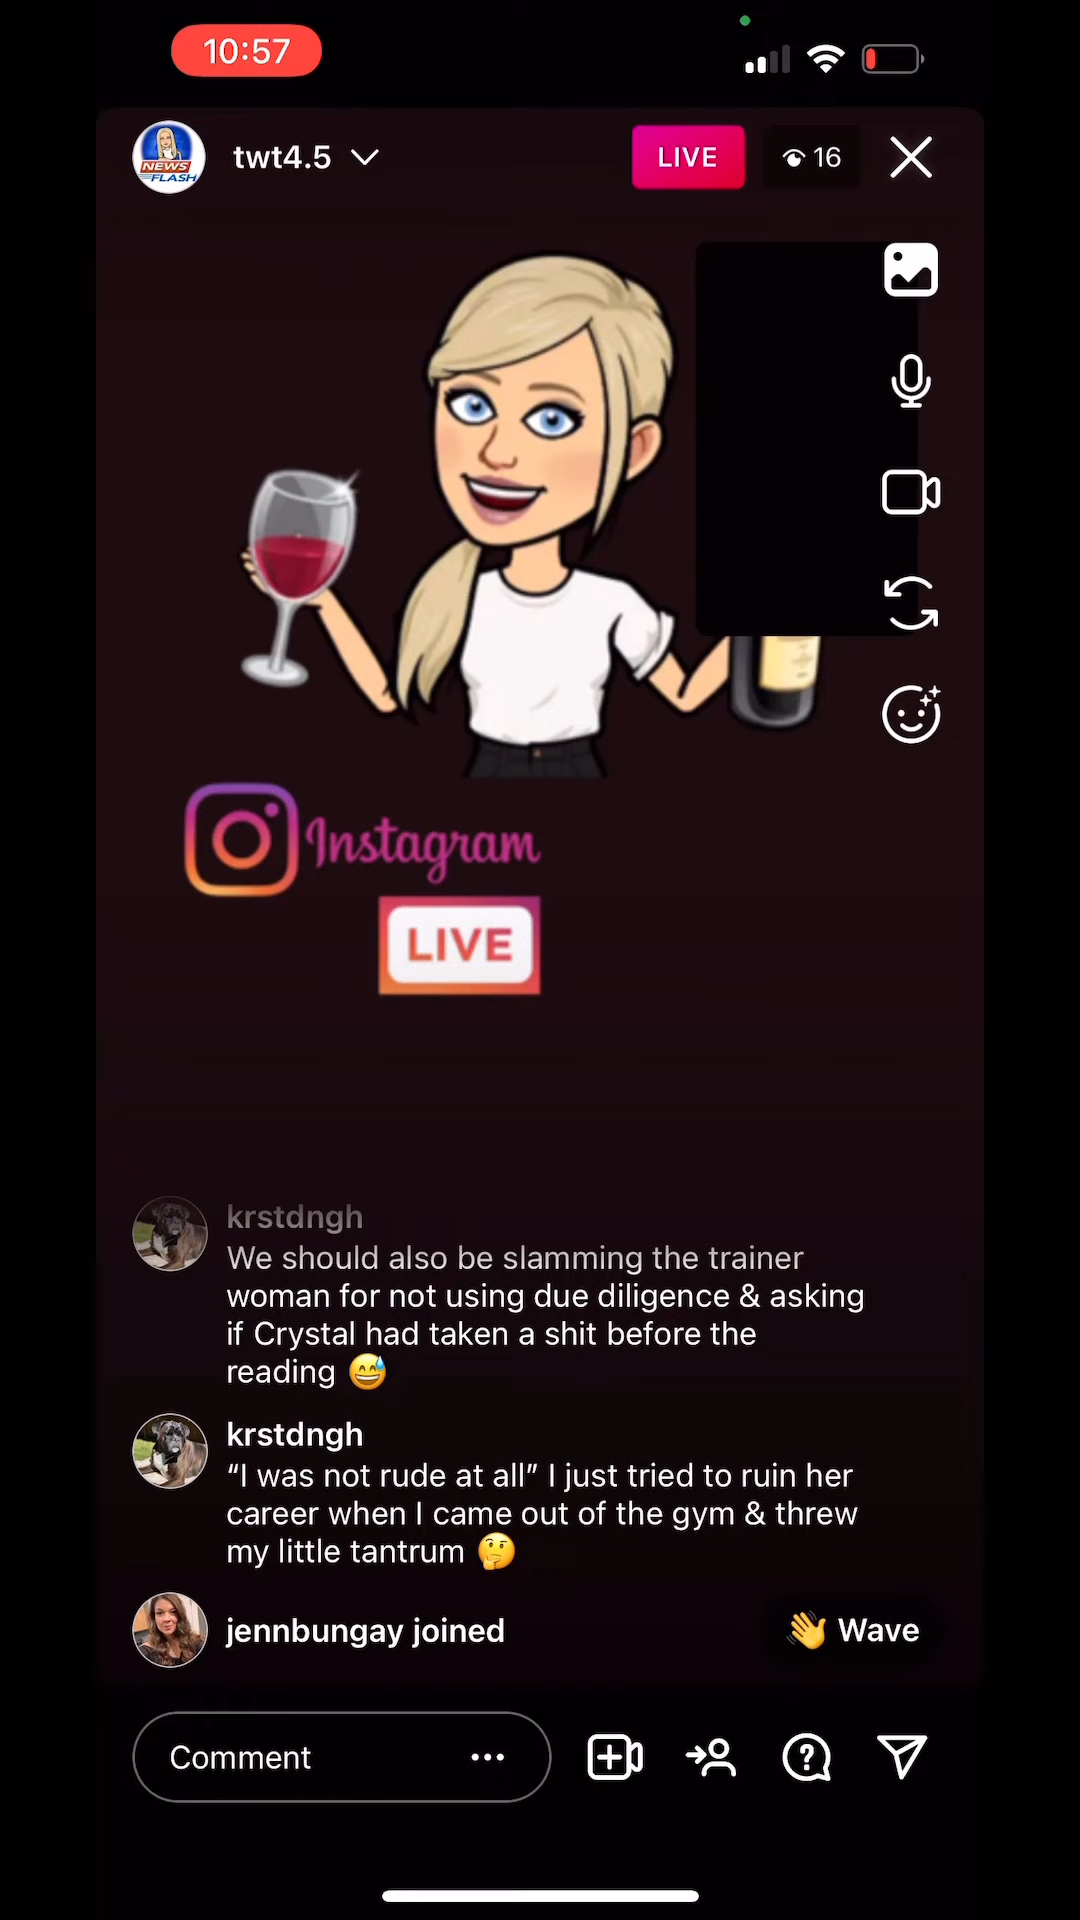 10:57
NEWS
FLASH
twt4.5
LIVE
16
Instagram
LIVE
krstdngh
We should also be slamming the trainer
woman for not using due diligence & asking
if Crystal had taken a shit before the
reading 😅
krstdngh
“I was not rude at all” I just tried to ruin her
career when I came out of the gym & threw
my little tantrum 🤔
jennbungay joined
👋 Wave
Comment